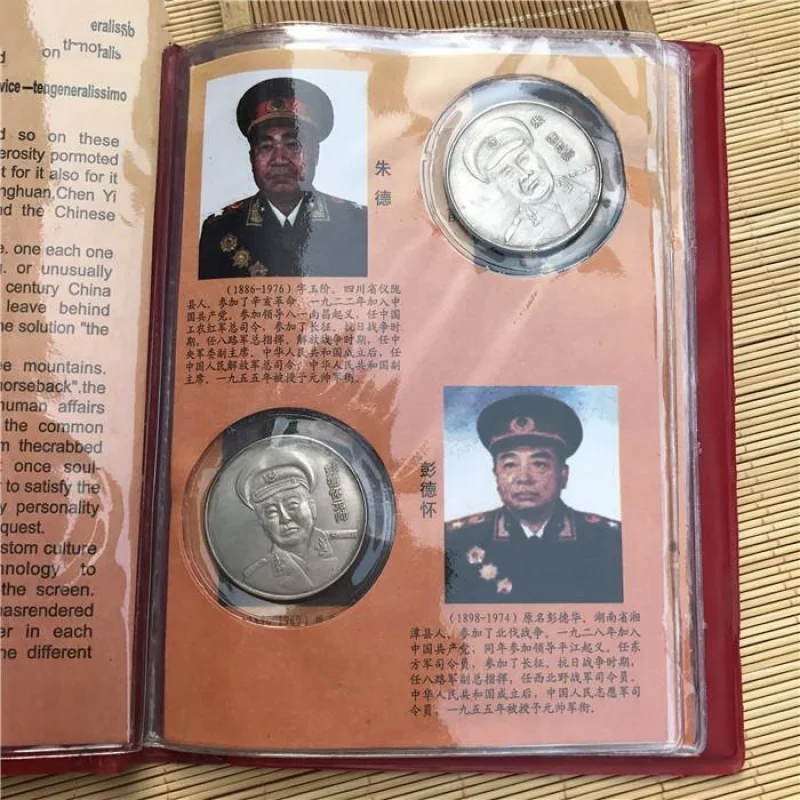 eralissb
on thnotalis
vice—tengeneralissimo
d so on these
erosity pormoted
t for it also for it
nghuan,Chen Yi
nd the Chinese
e. one each one
or unusually
century China
leave behind
he solution "the
e mountains.
horseback".the
human affairs
the common
m thecrabbed
t once soul-
to satisfy the
y personality
quest.
stom culture
hnology to
the screen.
hasrendered
er in each
he different
朱德
(1886-1976)字玉阶,四川省仪陇
县人,参加了辛亥革命,一九二二年加入中
国共产党,参加领导八一南昌起义,任中国
工农红军总司令,参加了长征,抗日战争时
期,任八路军总指挥,解放战争时期,任中
央军委副主席,中华人民共和国成立后,任
中国人民解放军总司令,中华人民共和国副
主席,一九五五年被授予元帅军衔。
彭德怀元帅
彭德怀
(1898-1974)原名彭德华,湖南省湘
潭县人,参加了北伐战争,一九二八年加入
中国共产党,同年参加领导平江起义。任东
方军司令员,参加了长征。抗日战争时期,
任八路军副总指挥,任西北野战军司令员。
中华人民共和国成立后,中国人民志愿军司
令员,一九五五年被授予元帅军衔。